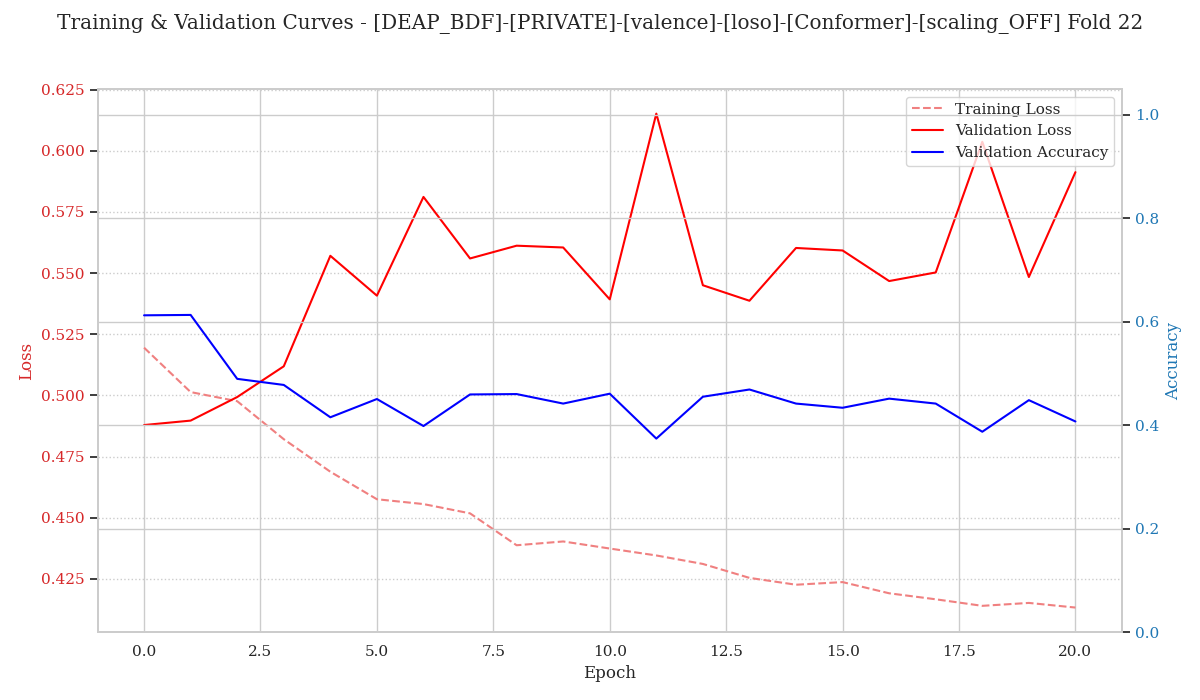 Training & Validation Curves - [DEAP_BDF]-[PRIVATE]-[valence]-[loso]-[Conformer]-[scaling_OFF] Fold 22
0.625
0.600
0.575
0.550
0.525
0.500
0.475
0.450
0.425
Loss
Training Loss
Validation Loss
Validation Accuracy
1.0
0.8
0.6
0.4
0.2
0.0
Accuracy
0.0 2.5 5.0 7.5 10.0 12.5 15.0 17.5 20.0
Epoch